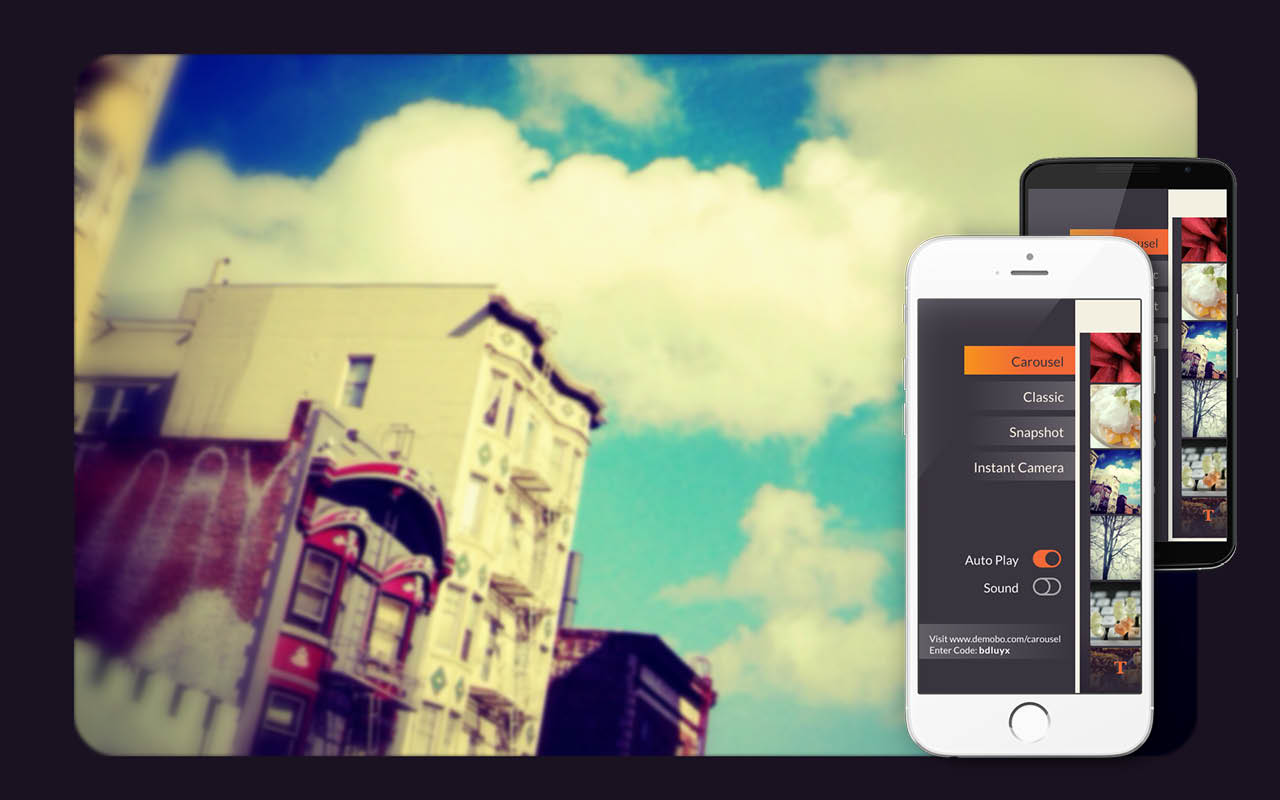 usel
c
t
a
Carousel
Classic
Snapshot
Instant Camera
Auto Play
Sound
Visit www.demobo.com/carousel
Enter Code: bdluyx
T
T